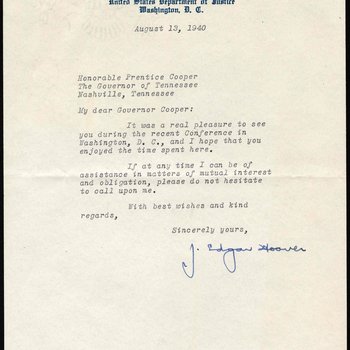 United States Department of Justice
Washington, D. C.
August 13, 1940
Honorable Prentice Cooper
The Governor of Tennessee
Nashville, Tennessee
My dear Governor Cooper:
It was a real pleasure to see
you during the recent Conference in
Washington, D. C., and I hope that you
enjoyed the time spent here.
If at any time I can be of
assistance in matters of mutual interest
and obligation, please do not hesitate
to call upon me.
With best wishes and kind
regards,
Sincerely yours,
J. Edgar Hoover